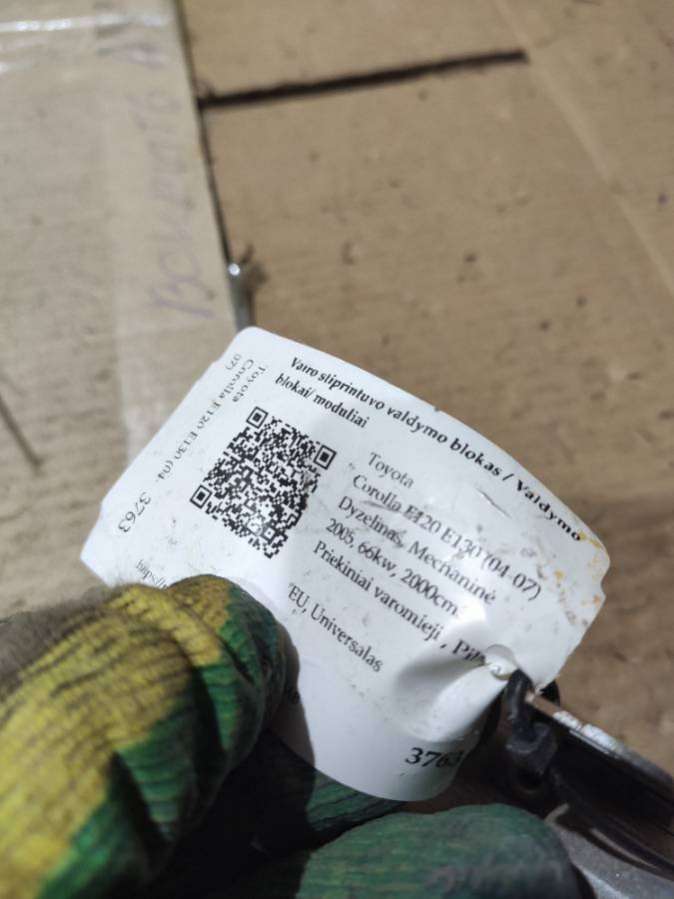 Vairo stiprintuvo valdymo blokas / Valdymo
blokai/ moduliai
Toyota
Corolla E120 E130 (04-07)
Dyzelinas, Mechaninė
2005, 66kw, 2000cm
Priekiniai varomieji,
EU, Universalas
3763
Toyota
Corolla E120 E130 (04-
07)
3763